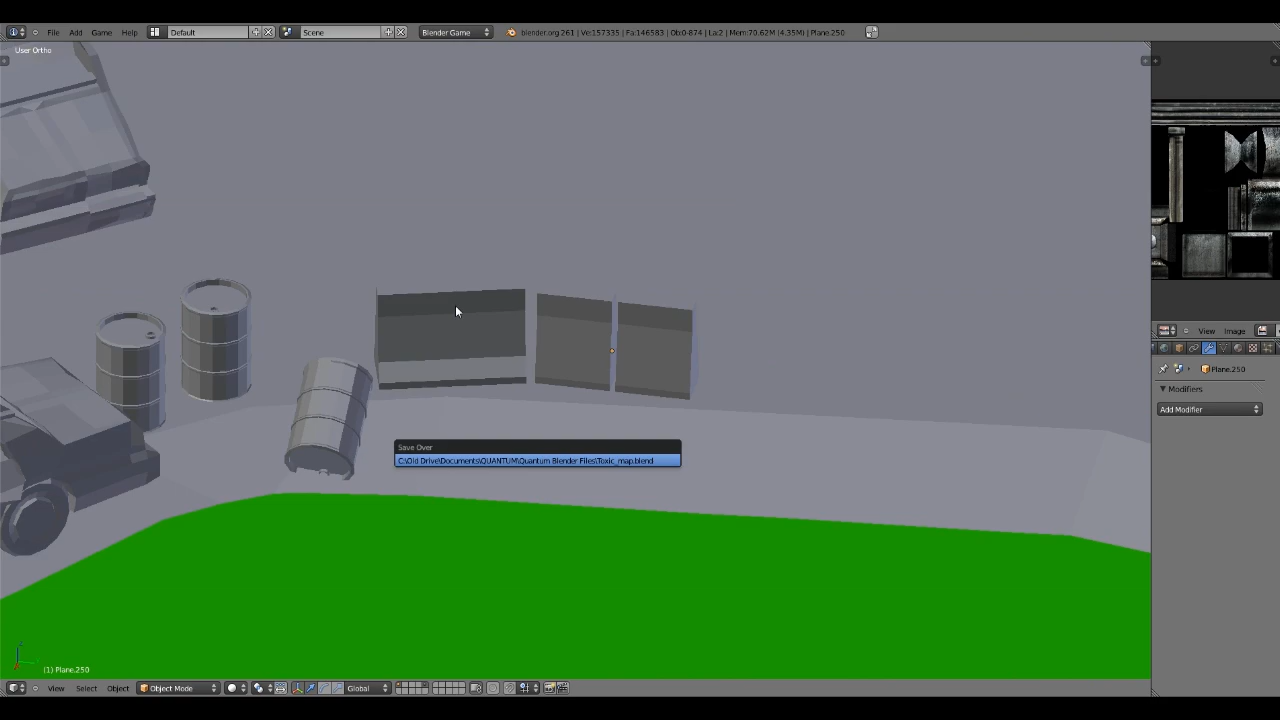 File Add Game Help Default Scene Blender Game blender.org 261 | Ve:157335 | Fa:146583 | Ob:0-874 | La:2 | Mem:70.62M (4.35M) | Plane.250
User Ortho
View Image
Plane.250
Modifiers
Add Modifier
Save Over
C:\Old Drive\Documents\QUANTUM\Quantum Blender Files\Toxic_map.blend
(1) Plane.250
View Select Object Object Mode Global